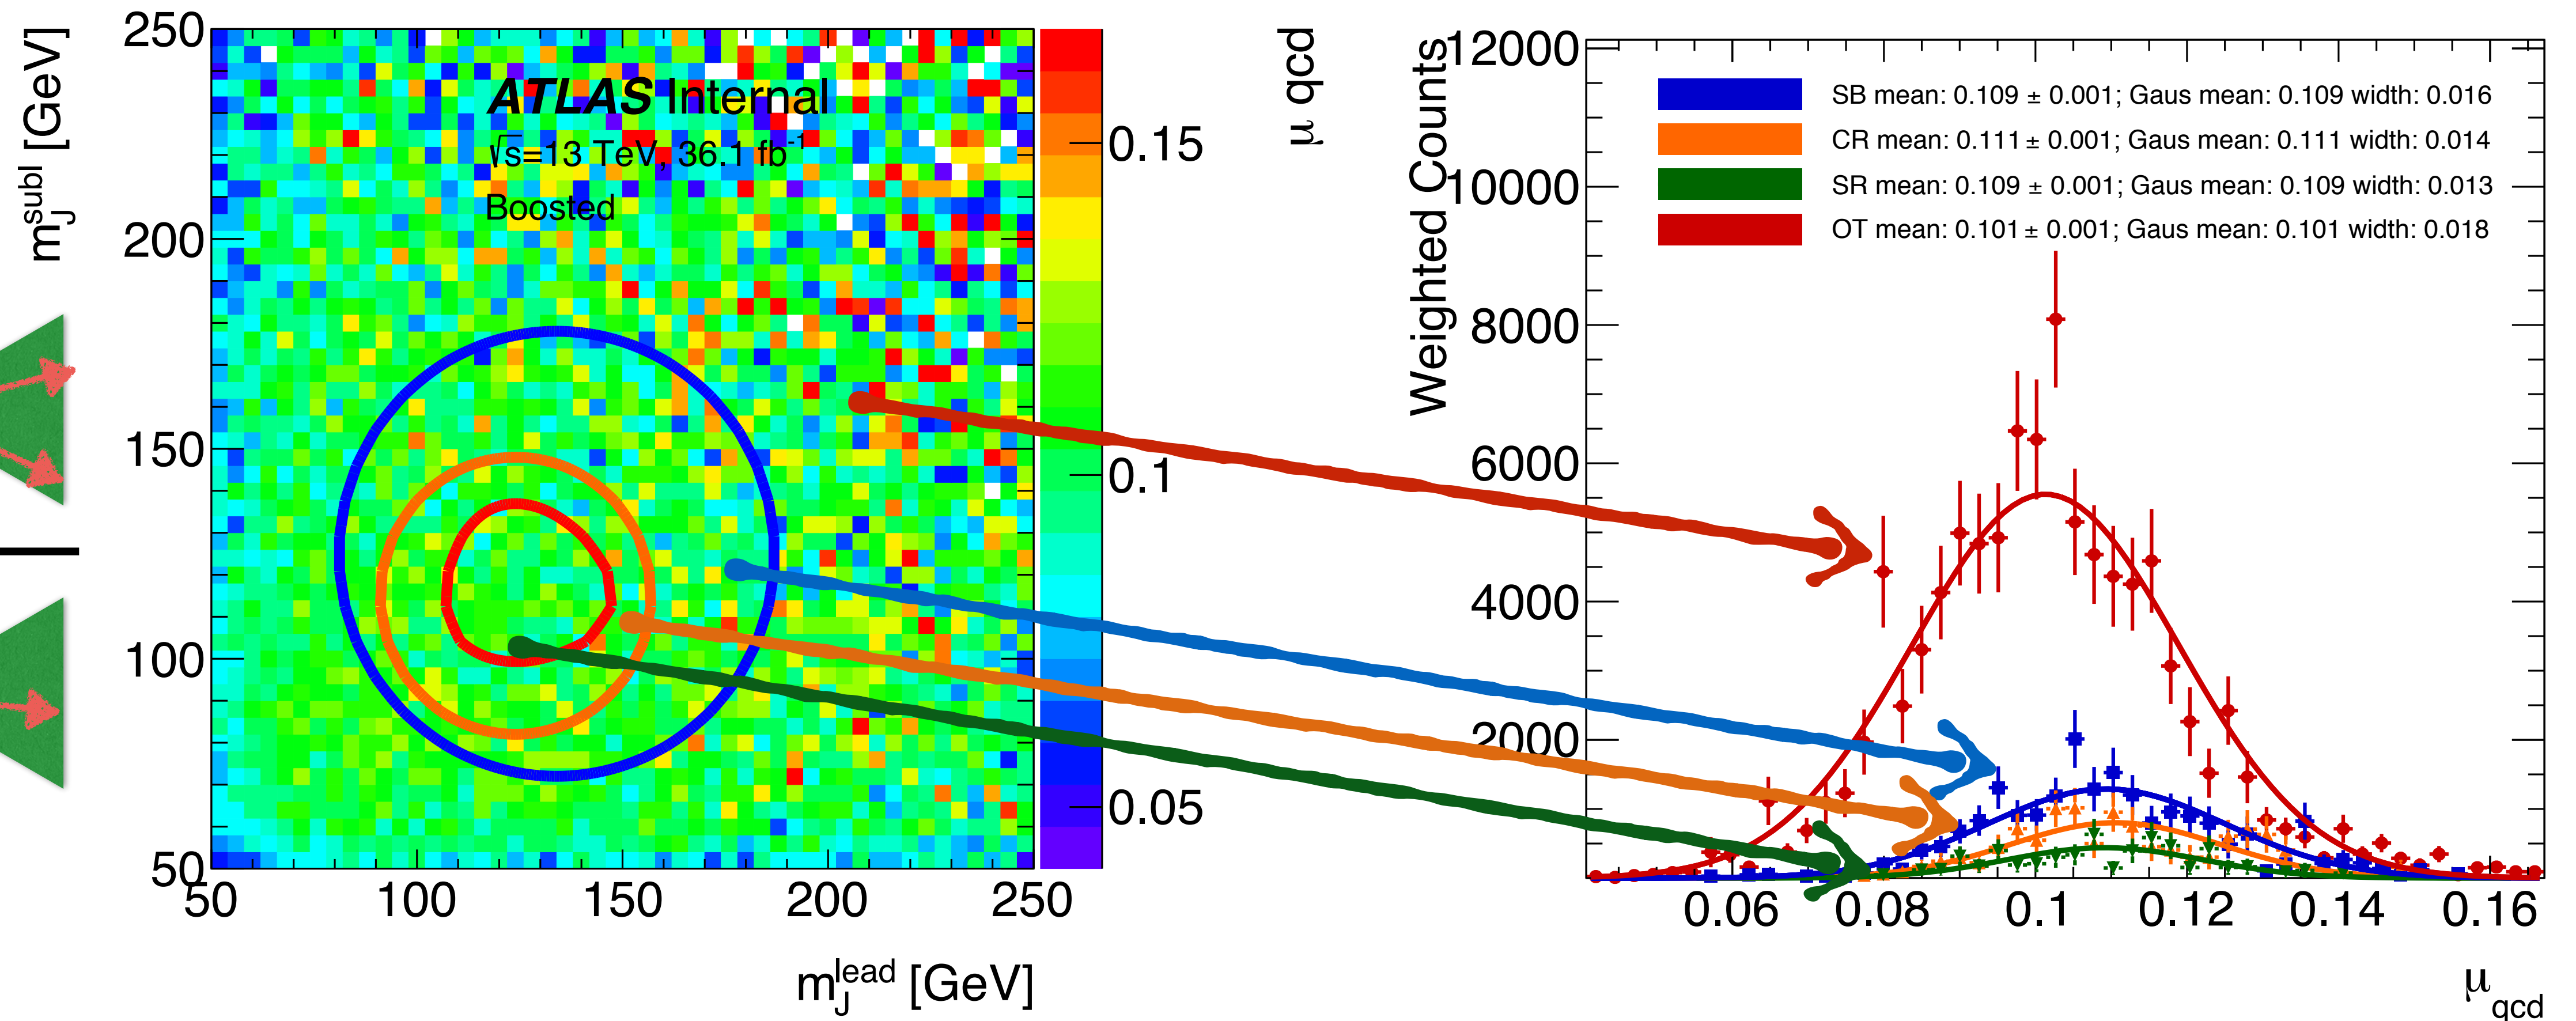 m_J^subl [GeV]
250
200
150
100
50
ATLAS Internal
√s=13 TeV, 36.1 fb⁻¹
Boosted
50
100
150
200
250
m_J^lead [GeV]
0.15
0.1
0.05
μ qcd
Weighted Counts
12000
10000
8000
6000
4000
2000
SB mean: 0.109 ± 0.001; Gaus mean: 0.109 width: 0.016
CR mean: 0.111 ± 0.001; Gaus mean: 0.111 width: 0.014
SR mean: 0.109 ± 0.001; Gaus mean: 0.109 width: 0.013
OT mean: 0.101 ± 0.001; Gaus mean: 0.101 width: 0.018
0.06
0.08
0.1
0.12
0.14
0.16
μ_qcd